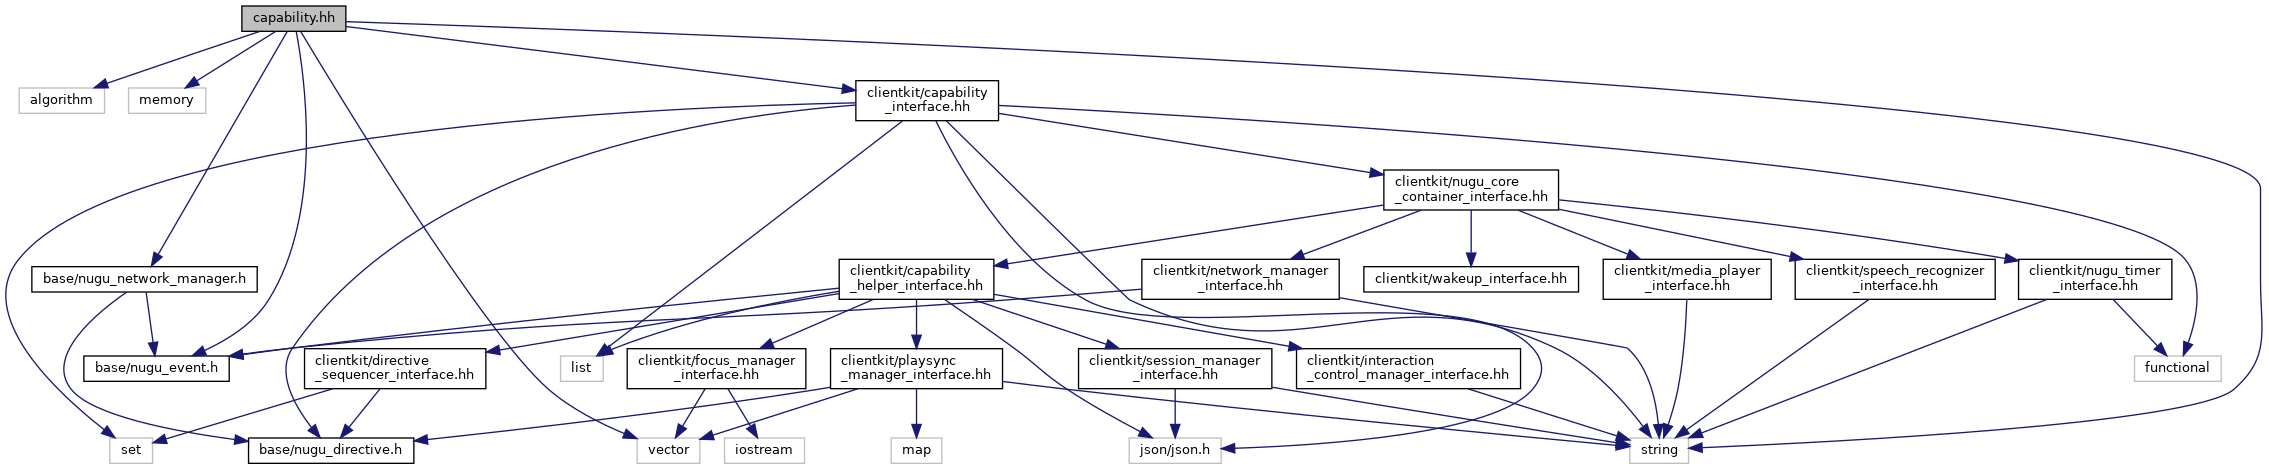 capability.hh
algorithm
memory
clientkit/capability
_interface.hh
clientkit/nugu_core
_container_interface.hh
base/nugu_network_manager.h
clientkit/capability
_helper_interface.hh
clientkit/network_manager
_interface.hh
clientkit/wakeup_interface.hh
clientkit/media_player
_interface.hh
clientkit/speech_recognizer
_interface.hh
clientkit/nugu_timer
_interface.hh
base/nugu_event.h
clientkit/directive
_sequencer_interface.hh
list
clientkit/focus_manager
_interface.hh
clientkit/playsync
_manager_interface.hh
clientkit/session_manager
_interface.hh
clientkit/interaction
_control_manager_interface.hh
functional
set
base/nugu_directive.h
vector
iostream
map
json/json.h
string